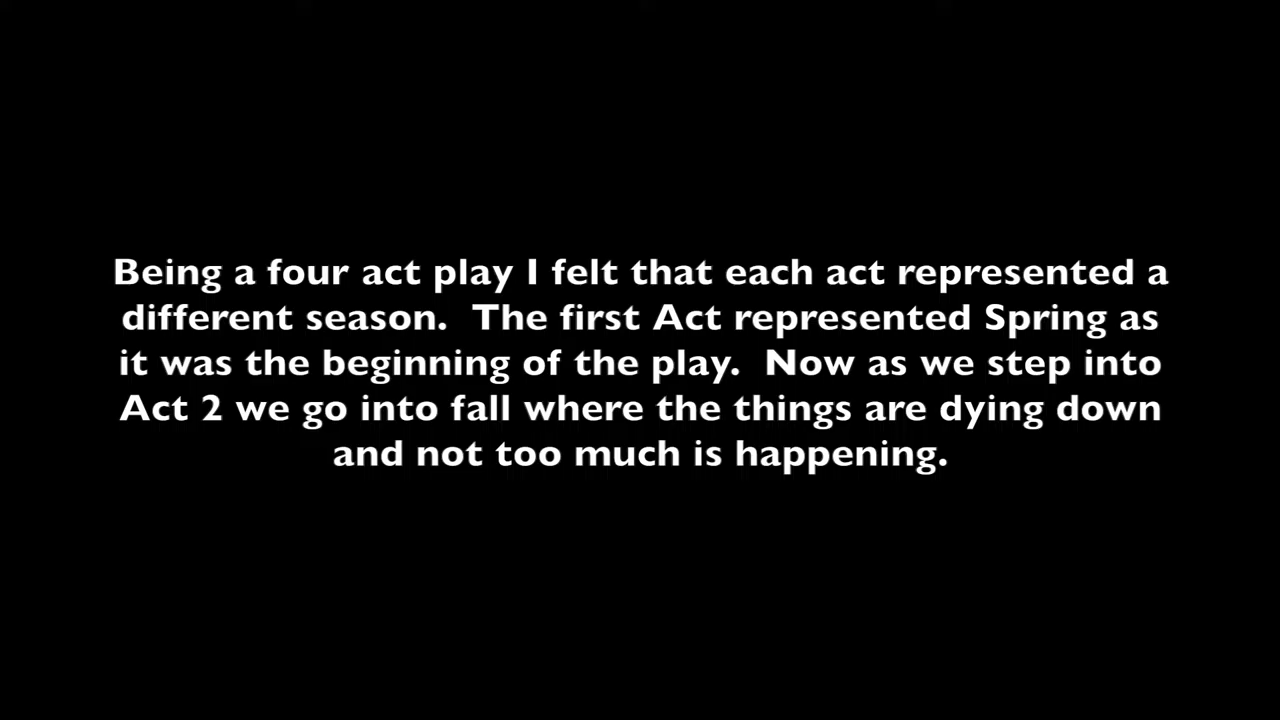 Being a four act play I felt that each act represented a
different season.  The first Act represented Spring as
it was the beginning of the play.  Now as we step into
Act 2 we go into fall where the things are dying down
and not too much is happening.